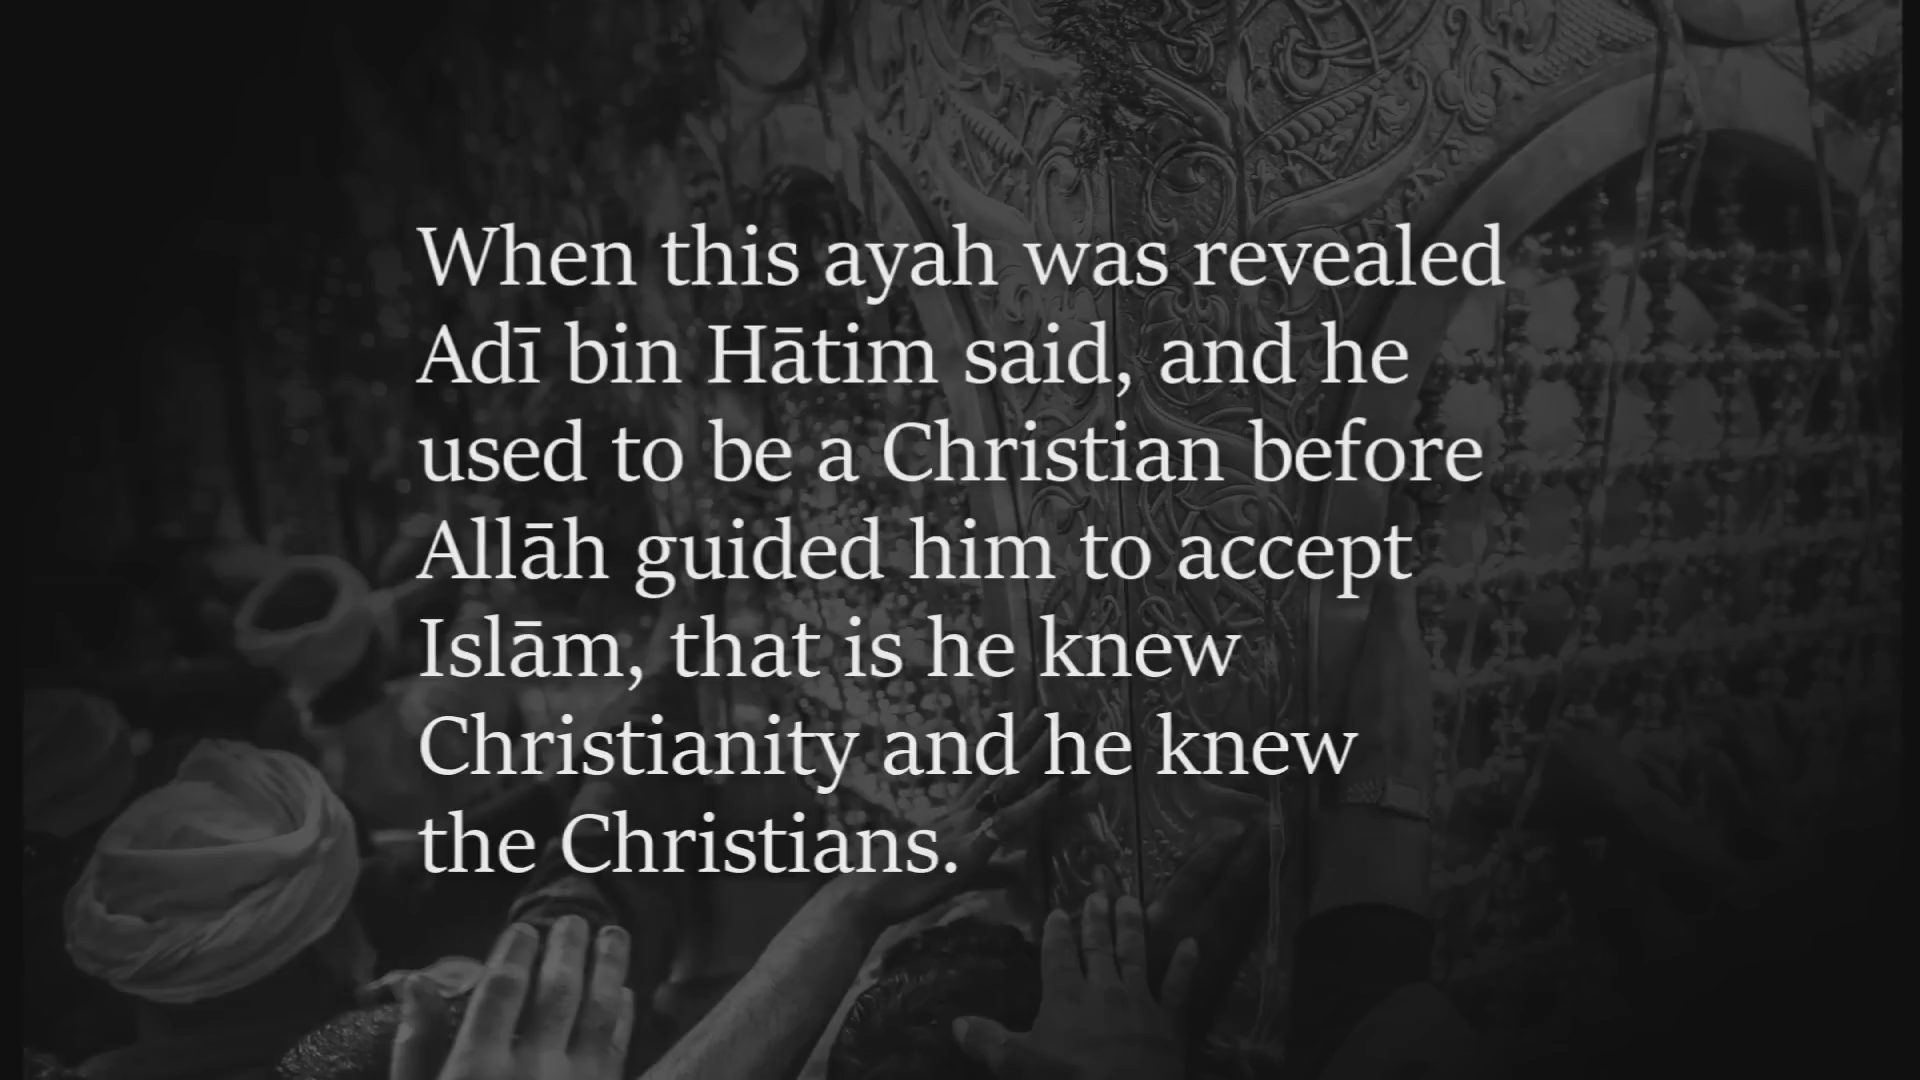 When this ayah was revealed
Adī bin Hātim said, and he
used to be a Christian before
Allāh guided him to accept
Islām, that is he knew
Christianity and he knew
the Christians.